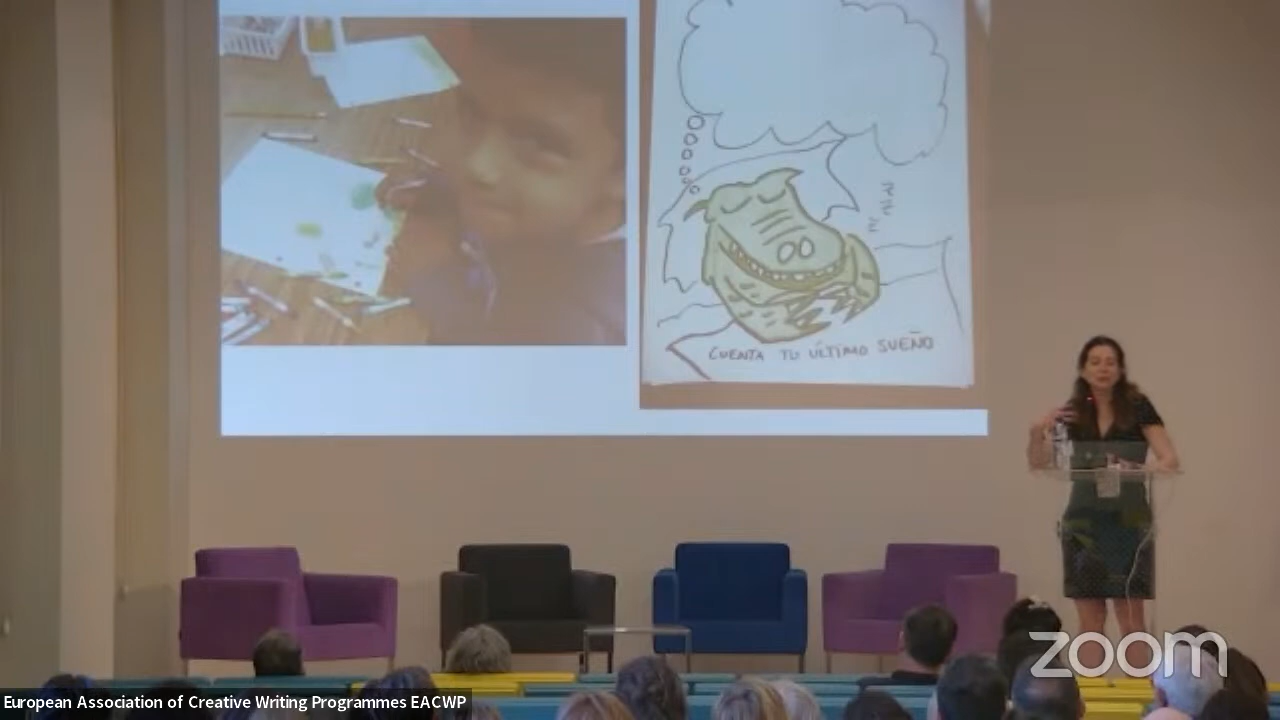 CUENTA TU ÚLTIMO SUEÑO
zoom
European Association of Creative Writing Programmes EACWP